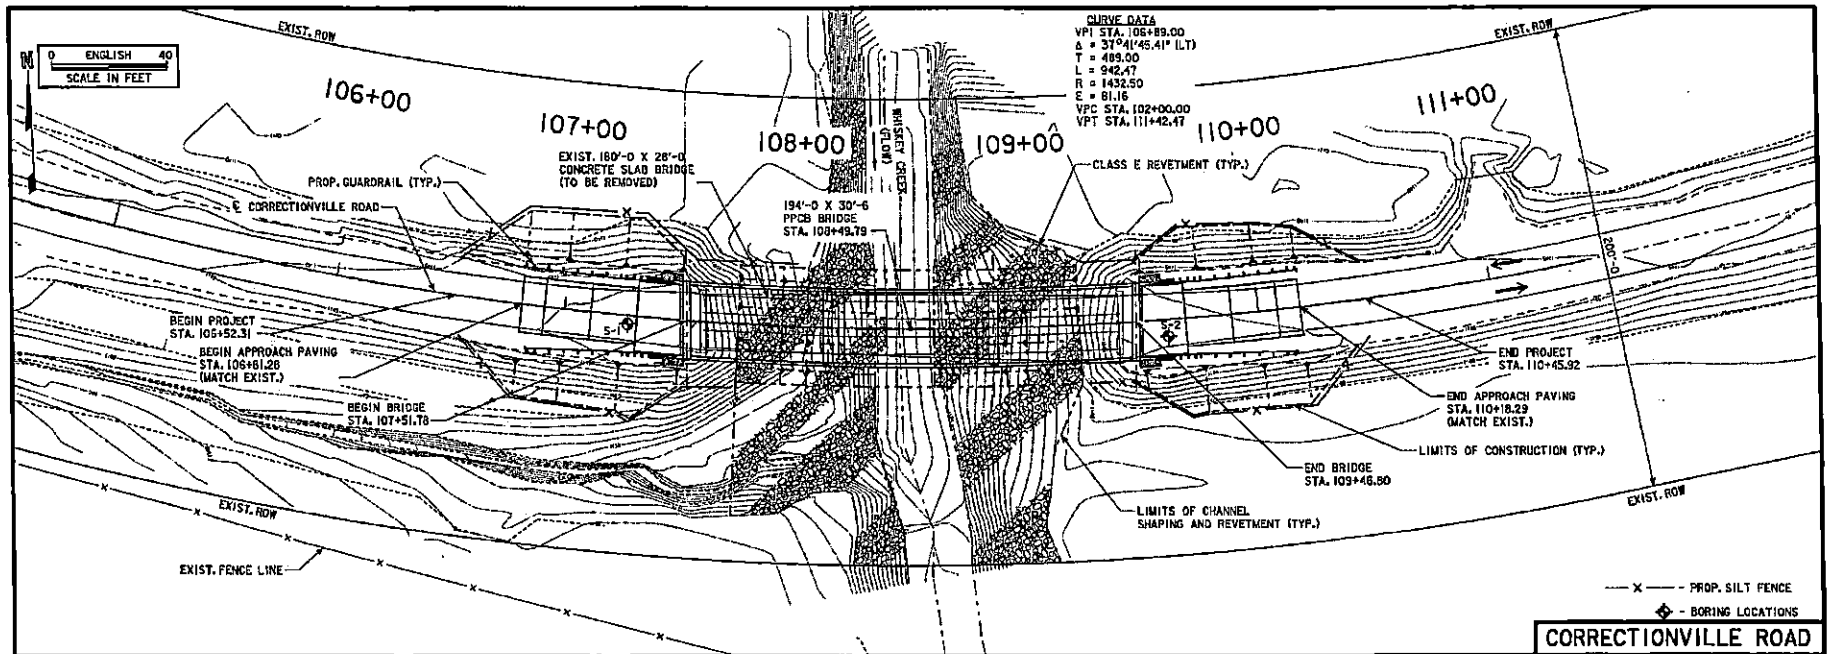 EXIST. ROW
CURVE DATA
VPI STA. 106+89.00
Δ = 37°41'45.41" (LT)
T = 489.00
L = 942.47
R = 1432.50
E = 81.16
VPC STA. 102+00.00
VPT STA. 111+42.47
EXIST. ROW
0 ENGLISH 40
SCALE IN FEET
N
106+00
107+00
108+00
109+00
110+00
111+00
WHISKEY CREEK
(FLOW)
EXIST. 180'-0 X 28'-0
CONCRETE SLAB BRIDGE
(TO BE REMOVED)
CLASS E REVETMENT (TYP.)
PROP. GUARDRAIL (TYP.)
℄ CORRECTIONVILLE ROAD
194'-0 X 30'-6
PPCB BRIDGE
STA. 108+49.79
200'-0
S-1
S-2
BEGIN PROJECT
STA. 106+52.31
BEGIN APPROACH PAVING
STA. 106+61.26
(MATCH EXIST.)
BEGIN BRIDGE
STA. 107+51.78
END PROJECT
STA. 110+45.92
END APPROACH PAVING
STA. 110+18.29
(MATCH EXIST.)
LIMITS OF CONSTRUCTION (TYP.)
END BRIDGE
STA. 109+46.80
EXIST. ROW
LIMITS OF CHANNEL
SHAPING AND REVETMENT (TYP.)
EXIST. ROW
EXIST. FENCE LINE
X - PROP. SILT FENCE
- BORING LOCATIONS
CORRECTIONVILLE ROAD